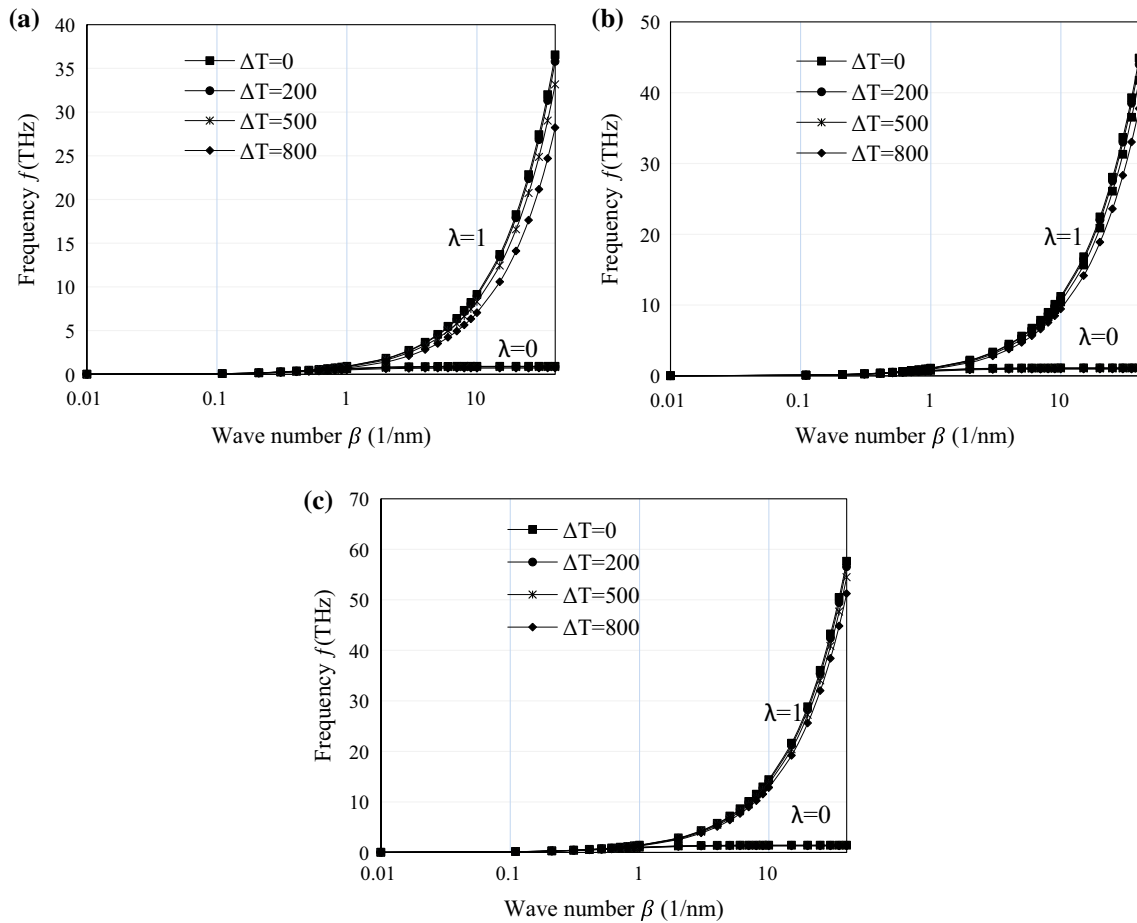 (a)
40
35
30
25
20
15
10
5
0
Frequency f (THz)
ΔT=0
ΔT=200
ΔT=500
ΔT=800
λ=1
λ=0
0.01 0.1 1 10
Wave number β (1/nm)
(b)
50
40
30
20
10
0
Frequency f (THz)
ΔT=0
ΔT=200
ΔT=500
ΔT=800
λ=1
λ=0
0.01 0.1 1 10
Wave number β (1/nm)
(c)
70
60
50
40
30
20
10
0
Frequency f (THz)
ΔT=0
ΔT=200
ΔT=500
ΔT=800
λ=1
λ=0
0.01 0.1 1 10
Wave number β (1/nm)